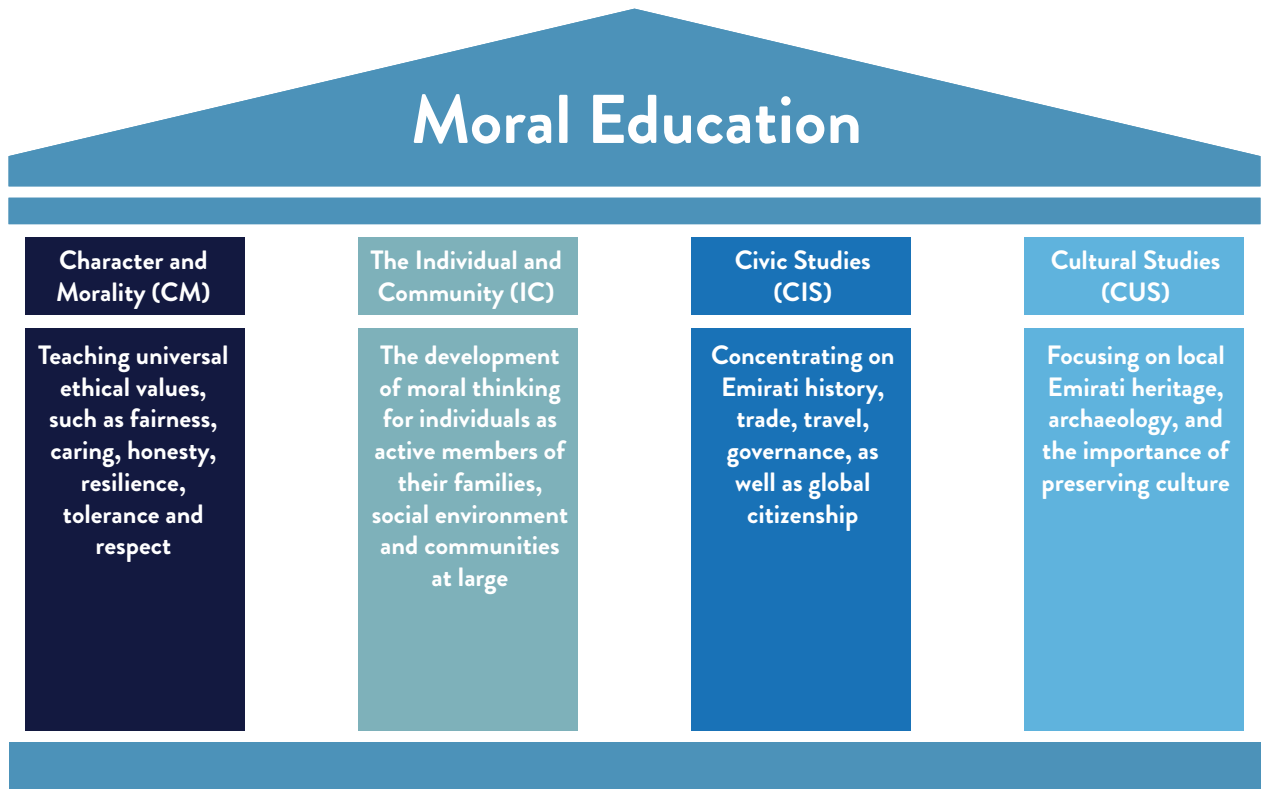 Moral Education
Character and
Morality (CM)
Teaching universal
ethical values,
such as fairness,
caring, honesty,
resilience,
tolerance and
respect
The Individual and
Community (IC)
The development
of moral thinking
for individuals as
active members of
their families,
social environment
and communities
at large
Civic Studies
(CIS)
Concentrating on
Emirati history,
trade, travel,
governance, as
well as global
citizenship
Cultural Studies
(CUS)
Focusing on local
Emirati heritage,
archaeology, and
the importance of
preserving culture